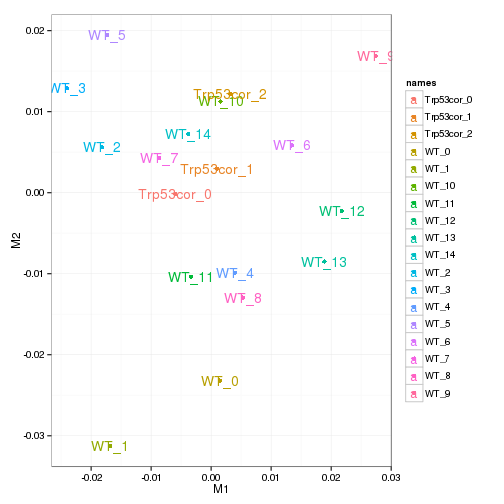 0.02
0.01
0.00
-0.01
-0.02
-0.03
M2
WT_5
WT_9
WT_3
Trp53cor_2
WT_10
WT_14
WT_2
WT_6
WT_7
Trp53cor_1
Trp53cor_0
WT_12
WT_13
WT_11
WT_4
WT_8
WT_0
WT_1
-0.02 -0.01 0.00 0.01 0.02 0.03
M1
names
a Trp53cor_0
a Trp53cor_1
a Trp53cor_2
a WT_0
a WT_1
a WT_10
a WT_11
a WT_12
a WT_13
a WT_14
a WT_2
a WT_3
a WT_4
a WT_5
a WT_6
a WT_7
a WT_8
a WT_9